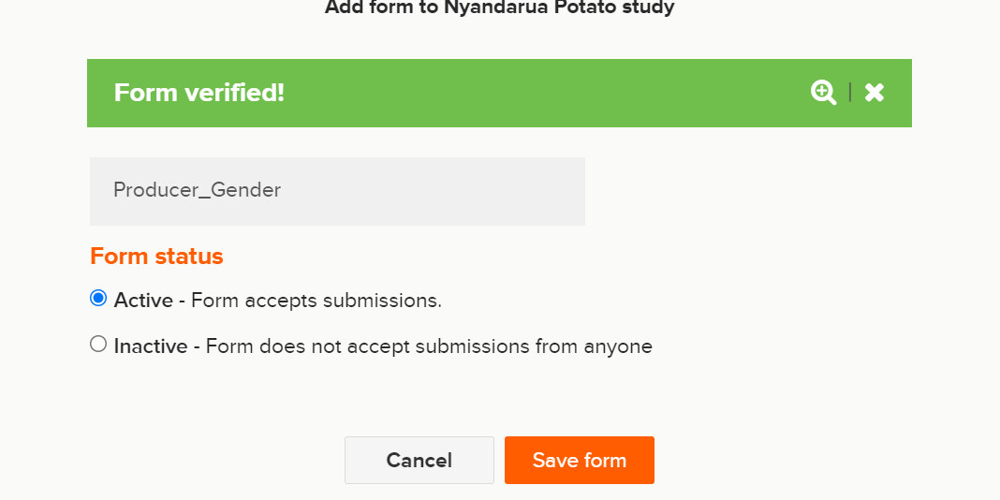 Add form to Nyandarua Potato study
Form verified!
Producer_Gender
Form status
Active - Form accepts submissions.
Inactive - Form does not accept submissions from anyone
Cancel Save form